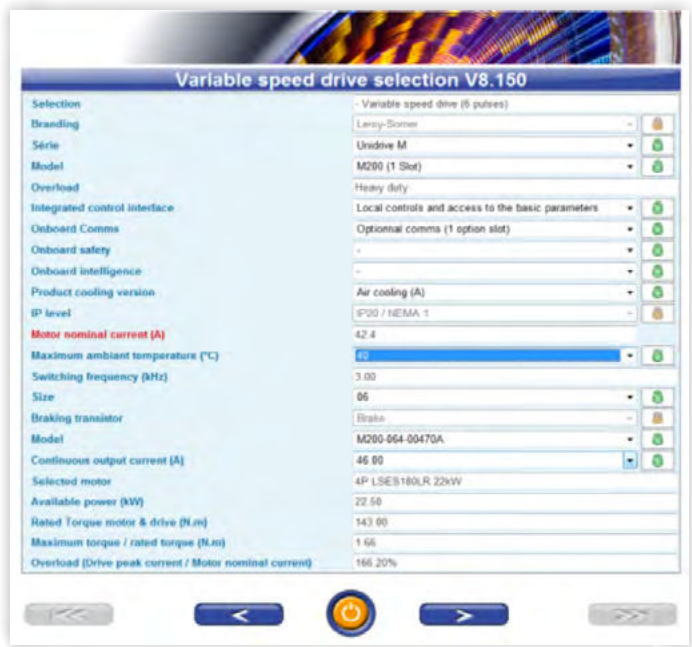 Variable speed drive selection V8.150
Selection - Variable speed drive (6 pulses)
Branding Leroy-Somer
Série Unidrive M
Model M200 (1 Slot)
Overload Heavy duty
Integrated control interface Local controls and access to the basic parameters
Onboard Comms Optionnal comms (1 option slot)
Onboard safety -
Onboard intelligence -
Product cooling version Air cooling (A)
IP level IP20 / NEMA 1
Motor nominal current (A) 42.4
Maximum ambient temperature (°C) 40
Switching frequency (kHz) 3.00
Size 06
Braking transistor Brake
Model M200-064-00470A
Continuous output current (A) 46.00
Selected motor 4P LSES180LR 22kW
Available power (kW) 22.50
Rated Torque motor & drive (N.m) 143.00
Maximum torque / rated torque (N.m) 1.66
Overload (Drive peak current / Motor nominal current) 166.20%
|<<
<
>
>>|